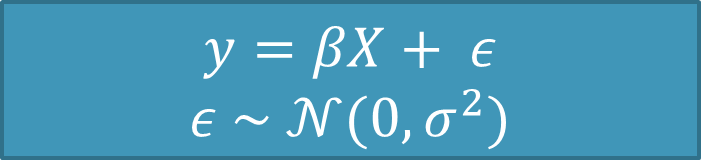 y = βX + ϵ
ϵ ~ 𝒩(0, σ²)